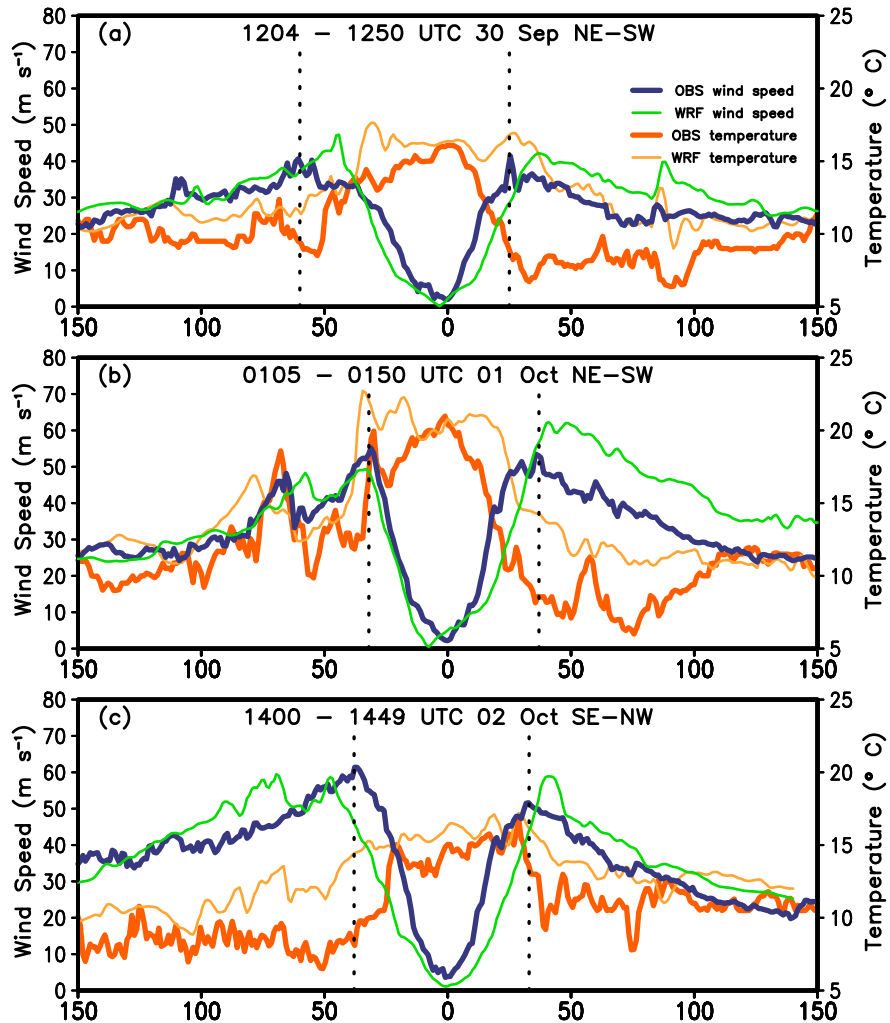 (a) 1204 – 1250 UTC 30 Sep NE–SW
OBS wind speed
WRF wind speed
OBS temperature
WRF temperature
Wind Speed (m s⁻¹)
80
70
60
50
40
30
20
10
0
25
20
15
10
5
Temperature (° C)
150 100 50 0 50 100 150
(b) 0105 – 0150 UTC 01 Oct NE–SW
Wind Speed (m s⁻¹)
80
70
60
50
40
30
20
10
0
25
20
15
10
5
Temperature (° C)
150 100 50 0 50 100 150
(c) 1400 – 1449 UTC 02 Oct SE–NW
Wind Speed (m s⁻¹)
80
70
60
50
40
30
20
10
0
25
20
15
10
5
Temperature (° C)
150 100 50 0 50 100 150